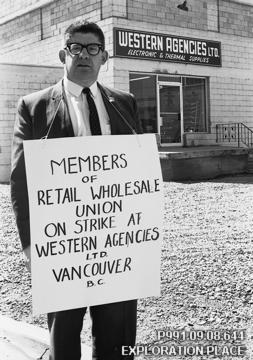 WESTERN AGENCIES LTD.
ELECTRONIC & THERMAL SUPPLIES
MEMBERS
OF
RETAIL WHOLESALE
UNION
ON STRIKE AT
WESTERN AGENCIES
LTD.
VANCOUVER
B.C.
P991.09.08.644
EXPLORATION PLACE